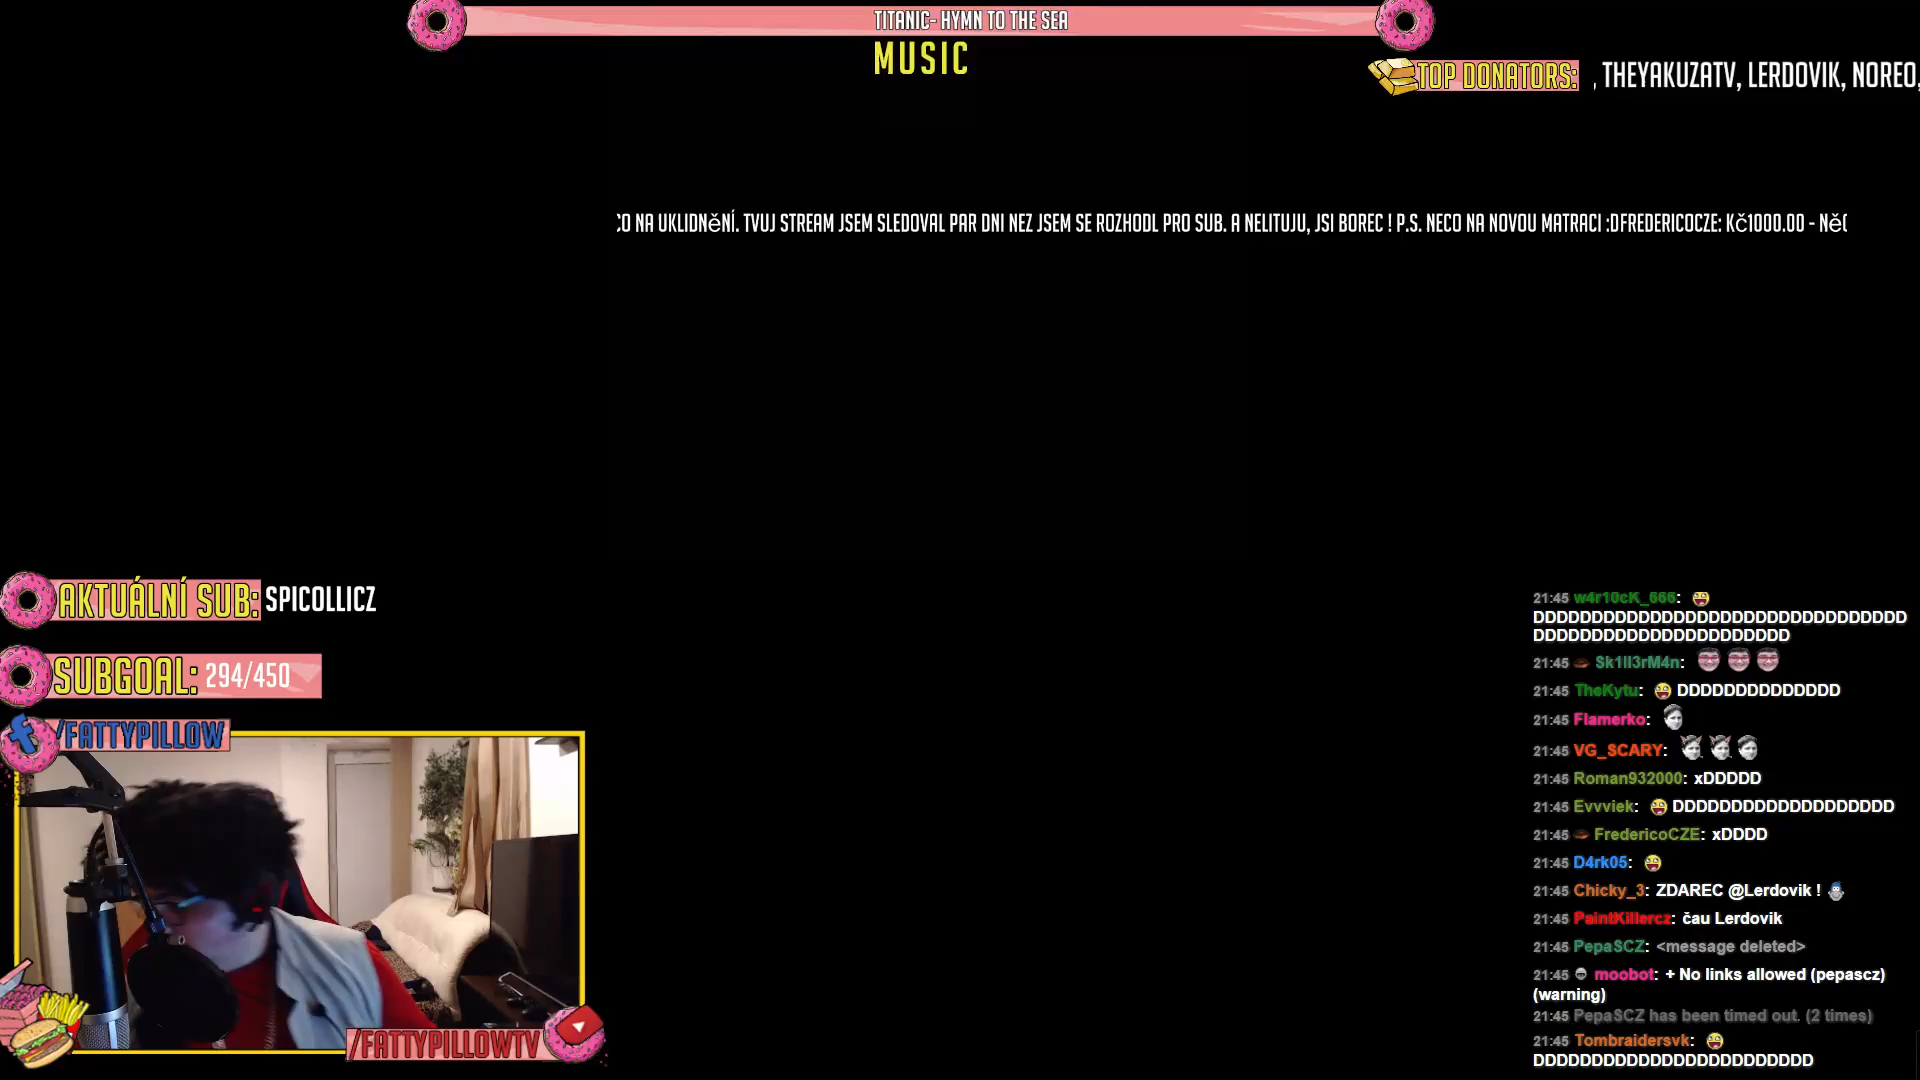 TITANIC- HYMN TO THE SEA
MUSIC
TOP DONATORS: , THEYAKUZATV, LERDOVIK, NOREO,
CO NA UKLIDNĚNÍ. TVUJ STREAM JSEM SLEDOVAL PAR DNI NEZ JSEM SE ROZHODL PRO SUB. A NELITUJU, JSI BOREC ! P.S. NECO NA NOVOU MATRACI :DFREDERICOCZE: KČ1000.00 - NĚC
AKTUÁLNÍ SUB: SPICOLLICZ
SUBGOAL: 294/450
/FATTYPILLOW
/FATTYPILLOWTV
21:45 w4r10cK_666:
DDDDDDDDDDDDDDDDDDDDDDDDDDDDDDDD
DDDDDDDDDDDDDDDDDDDDDD
21:45 Sk1ll3rM4n:
21:45 TheKytu: DDDDDDDDDDDDDD
21:45 Flamerko:
21:45 VG_SCARY:
21:45 Roman932000: xDDDDD
21:45 Evvviek: DDDDDDDDDDDDDDDDDDD
21:45 FredericoCZE: xDDDD
21:45 D4rk05:
21:45 Chicky_3: ZDAREC @Lerdovik !
21:45 PaintKillercz: čau Lerdovik
21:45 PepaSCZ: <message deleted>
21:45 moobot: + No links allowed (pepascz)
(warning)
21:45 PepaSCZ has been timed out. (2 times)
21:45 Tombraidersvk:
DDDDDDDDDDDDDDDDDDDDDDDD